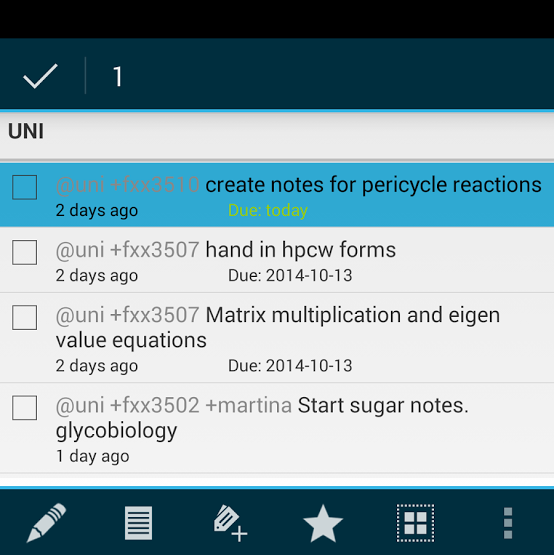 1
UNI
@uni +fxx3510 create notes for pericycle reactions
2 days ago Due: today
@uni +fxx3507 hand in hpcw forms
2 days ago Due: 2014-10-13
@uni +fxx3507 Matrix multiplication and eigen
value equations
2 days ago Due: 2014-10-13
@uni +fxx3502 +martina Start sugar notes.
glycobiology
1 day ago